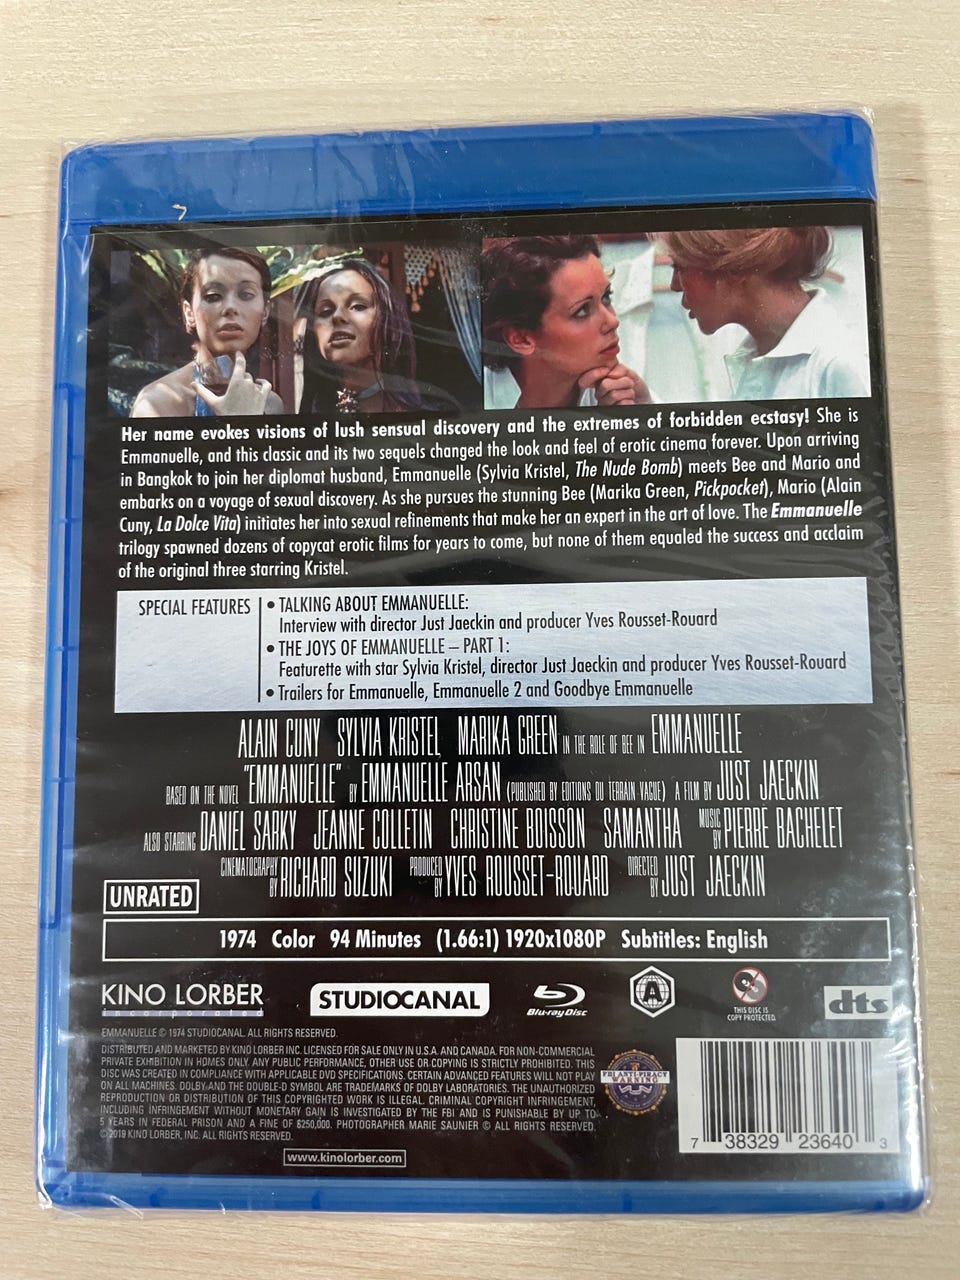 Her name evokes visions of lush sensual discovery and the extremes of forbidden ecstasy! She is
Emmanuelle, and this classic and its two sequels changed the look and feel of erotic cinema forever. Upon arriving
in Bangkok to join her diplomat husband, Emmanuelle (Sylvia Kristel, The Nude Bomb) meets Bee and Mario and
embarks on a voyage of sexual discovery. As she pursues the stunning Bee (Marika Green, Pickpocket), Mario (Alain
Cuny, La Dolce Vita) initiates her into sexual refinements that make her an expert in the art of love. The Emmanuelle
trilogy spawned dozens of copycat erotic films for years to come, but none of them equaled the success and acclaim
of the original three starring Kristel.
SPECIAL FEATURES
• TALKING ABOUT EMMANUELLE:
Interview with director Just Jaeckin and producer Yves Rousset-Rouard
• THE JOYS OF EMMANUELLE – PART 1:
Featurette with star Sylvia Kristel, director Just Jaeckin and producer Yves Rousset-Rouard
• Trailers for Emmanuelle, Emmanuelle 2 and Goodbye Emmanuelle
ALAIN CUNY SYLVIA KRISTEL MARIKA GREEN IN THE ROLE OF BEE IN EMMANUELLE
BASED ON THE NOVEL "EMMANUELLE" BY EMMANUELLE ARSAN (PUBLISHED BY EDITIONS DU TERRAIN VAGUE) A FILM BY JUST JAECKIN
ALSO STARRING DANIEL SARKY JEANNE COLLETIN CHRISTINE BOISSON SAMANTHA MUSIC BY PIERRE BACHELET
CINEMATOGRAPHY BY RICHARD SUZUKI PRODUCED BY YVES ROUSSET-ROUARD DIRECTED BY JUST JAECKIN
UNRATED
1974 Color 94 Minutes (1.66:1) 1920x1080P Subtitles: English
KINO LORBER
incorporated
STUDIOCANAL
Blu-ray Disc
A
THIS DISC IS
COPY PROTECTED.
dts
EMMANUELLE © 1974 STUDIOCANAL. ALL RIGHTS RESERVED.
DISTRIBUTED AND MARKETED BY KINO LORBER INC. LICENSED FOR SALE ONLY IN U.S.A. AND CANADA. FOR NON-COMMERCIAL
PRIVATE EXHIBITION IN HOMES ONLY. ANY PUBLIC PERFORMANCE, OTHER USE OR COPYING IS STRICTLY PROHIBITED. THIS
DISC WAS CREATED IN COMPLIANCE WITH APPLICABLE DVD SPECIFICATIONS. CERTAIN ADVANCED FEATURES WILL NOT PLAY
ON ALL MACHINES. DOLBY AND THE DOUBLE-D SYMBOL ARE TRADEMARKS OF DOLBY LABORATORIES. THE UNAUTHORIZED
REPRODUCTION OR DISTRIBUTION OF THIS COPYRIGHTED WORK IS ILLEGAL. CRIMINAL COPYRIGHT INFRINGEMENT,
INCLUDING INFRINGEMENT WITHOUT MONETARY GAIN IS INVESTIGATED BY THE FBI AND IS PUNISHABLE BY UP TO
5 YEARS IN FEDERAL PRISON AND A FINE OF $250,000. PHOTOGRAPHER MARIE SAUNIER © ALL RIGHTS RESERVED.
© 2019 KINO LORBER, INC. ALL RIGHTS RESERVED.
FBI ANTI-PIRACY
WARNING
7 38329 23640 3
www.kinolorber.com